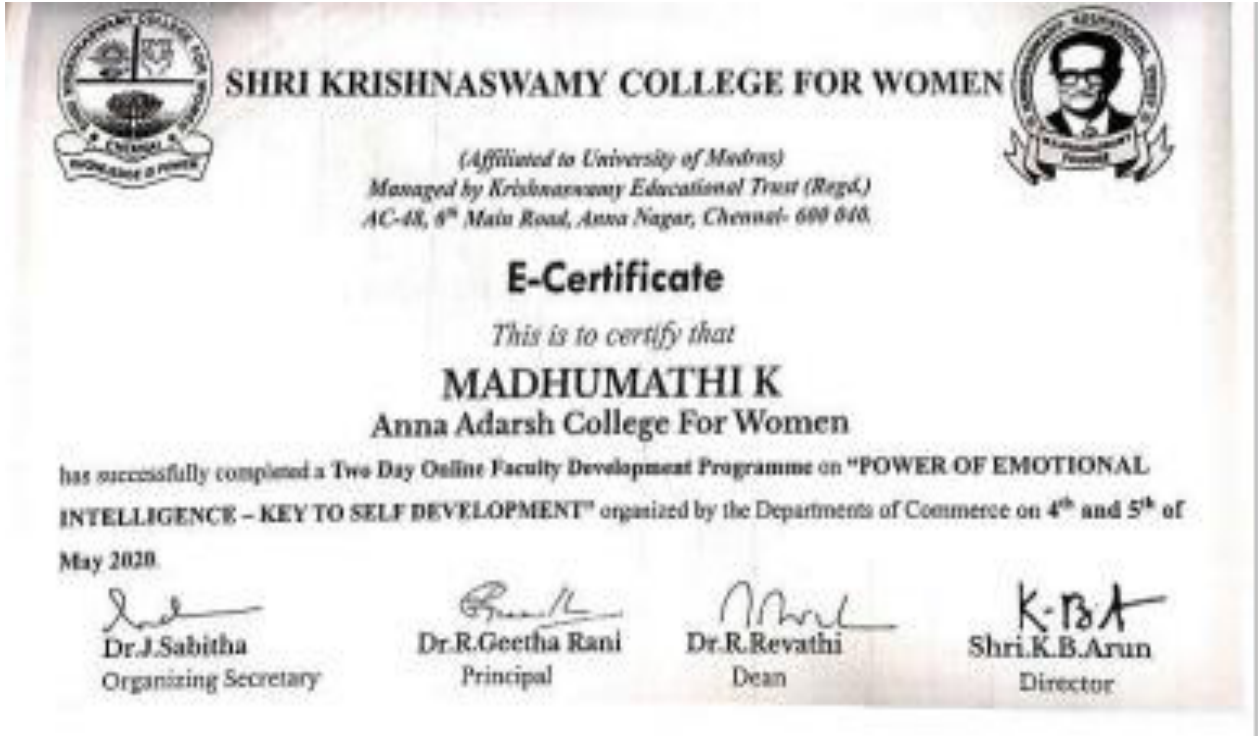 SHRI KRISHNASWAMY COLLEGE FOR WOMEN
CHENNAI
KNOWLEDGE IS POWER
(Affiliated to University of Madras)
Managed by Krishnaswamy Educational Trust (Regd.)
AC-48, 6th Main Road, Anna Nagar, Chennai- 600 040.
E-Certificate
This is to certify that
MADHUMATHI K
Anna Adarsh College For Women
has successfully completed a Two Day Online Faculty Development Programme on "POWER OF EMOTIONAL
INTELLIGENCE – KEY TO SELF DEVELOPMENT" organized by the Departments of Commerce on 4th and 5th of
May 2020.
K-B.A
Dr.J.Sabitha
Dr.R.Geetha Rani
Dr.R.Revathi
Shri.K.B.Arun
Organizing Secretary
Principal
Dean
Director